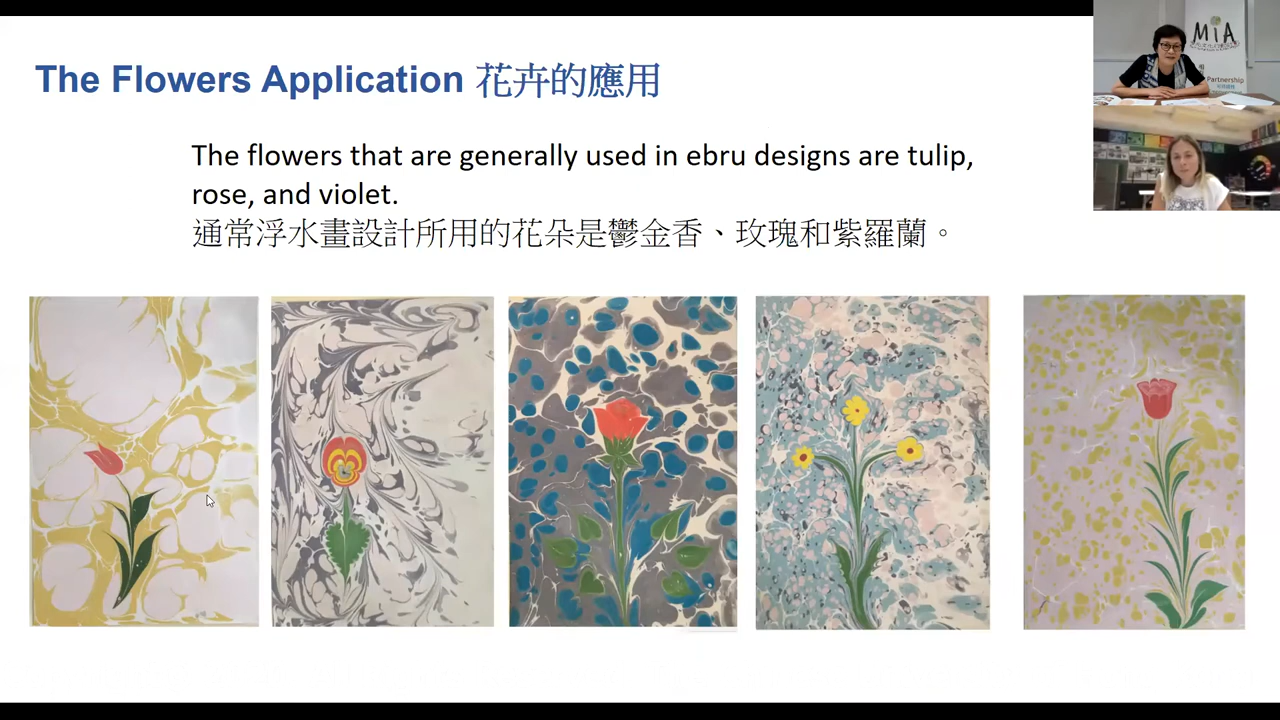 The Flowers Application 花卉的應用
The flowers that are generally used in ebru designs are tulip,
rose, and violet.
通常浮水畫設計所用的花朵是鬱金香、玫瑰和紫羅蘭。
MiA
Partnership